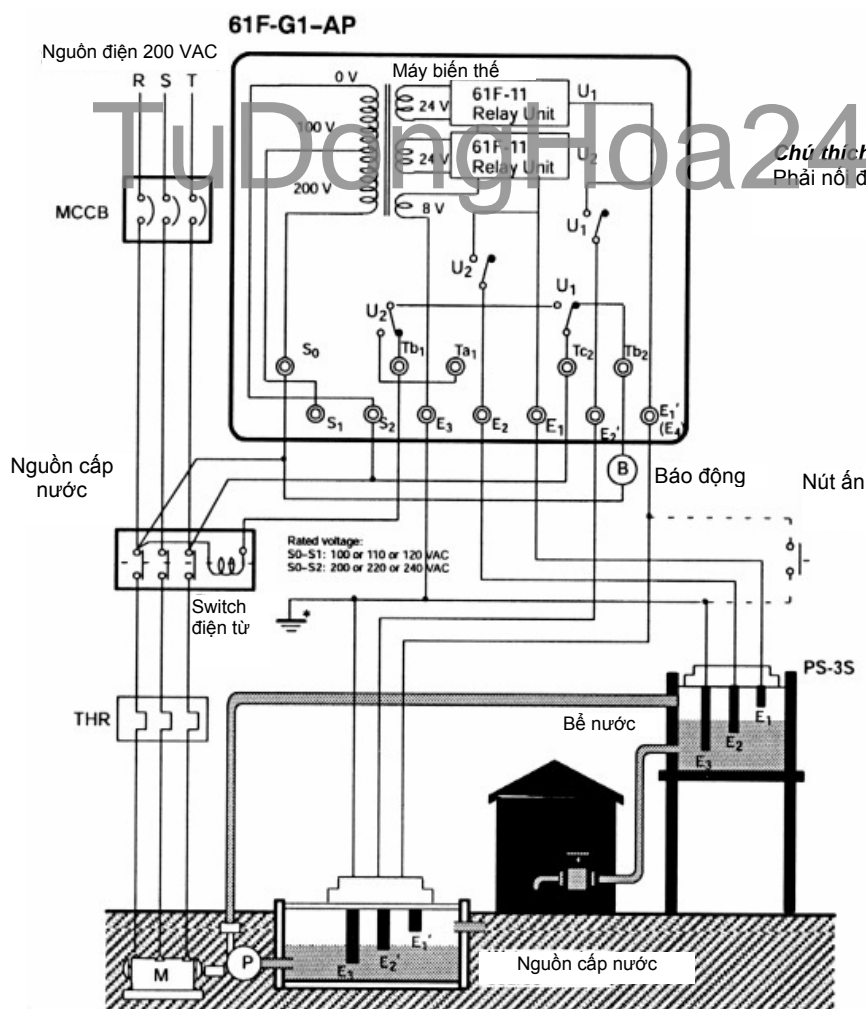 61F-G1-AP
Nguồn điện 200 VAC
R S T
MCCB
0 V
100 V
200 V
Máy biến thế
24 V
24 V
8 V
61F-11
Relay Unit
61F-11
Relay Unit
U1
U2
TuDongHoa24
Chú thích
Phải nối đ
U1
U2
U1
U2
S0
Tb1
Ta1
Tc2
Tb2
S1
S2
E3
E2
E1
E2'
E1'
(E4)
Nguồn cấp
nước
B
Báo động
Nút ấn
Rated voltage:
S0-S1: 100 or 110 or 120 VAC
S0-S2: 200 or 220 or 240 VAC
*
Switch
điện từ
PS-3S
THR
Bể nước
E1
E2
E3
E1'
E2'
E3
M
P
Nguồn cấp nước